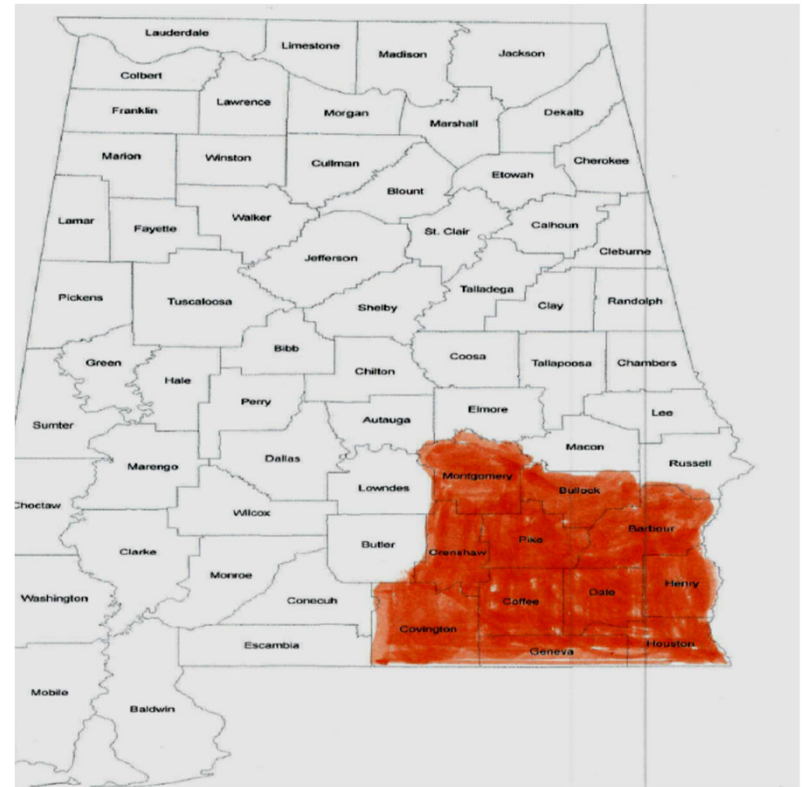 Lauderdale
Limestone
Madison
Jackson
Colbert
Franklin
Lawrence
Morgan
Marshall
Dekalb
Marion
Winston
Cullman
Blount
Etowah
Cherokee
Lamar
Fayette
Walker
St. Clair
Calhoun
Cleburne
Jefferson
Pickens
Tuscaloosa
Shelby
Talladega
Clay
Randolph
Green
Hale
Bibb
Chilton
Coosa
Tallapoosa
Chambers
Sumter
Perry
Autauga
Elmore
Lee
Macon
Russell
Marengo
Dallas
Lowndes
Montgomery
Bullock
Choctaw
Wilcox
Butler
Crenshaw
Pike
Barbour
Clarke
Monroe
Conecuh
Washington
Covington
Coffee
Dale
Henry
Escambia
Geneva
Houston
Mobile
Baldwin